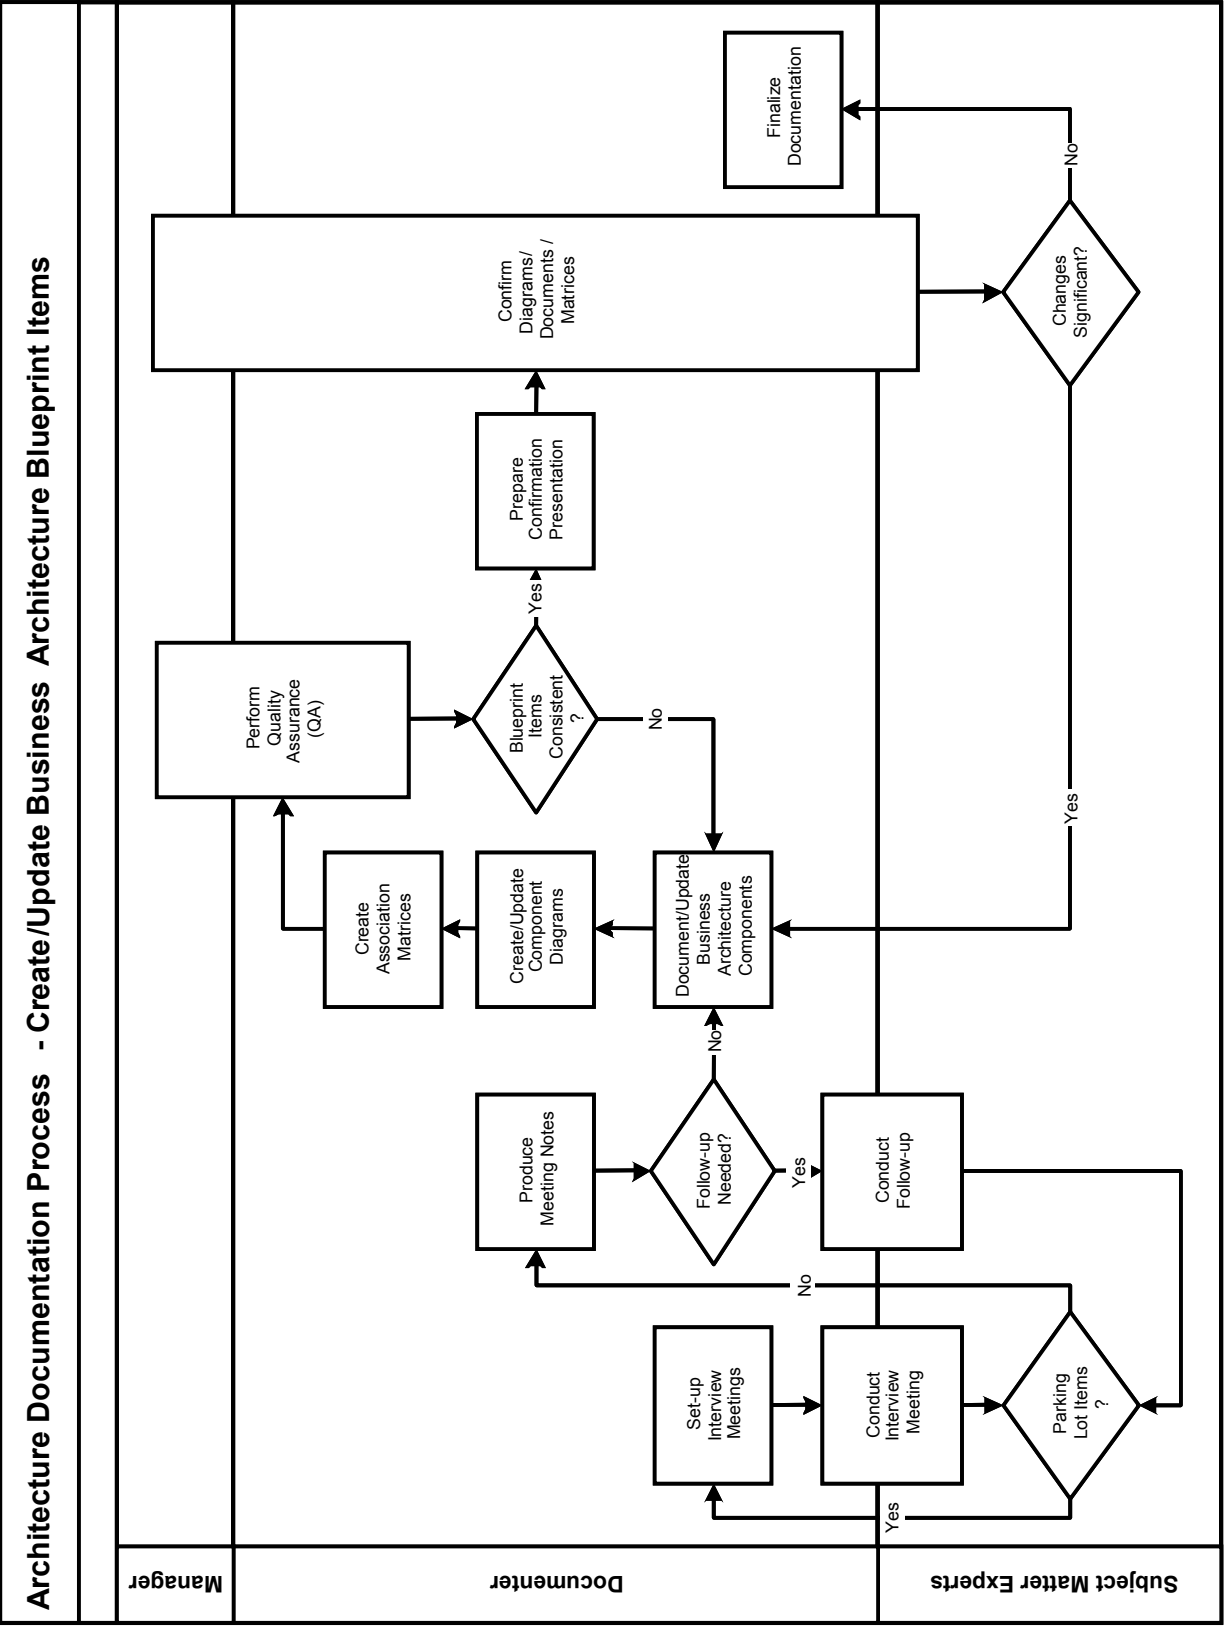 Architecture Documentation Process - Create/Update Business Architecture Blueprint Items
Manager
Documenter
Subject Matter Experts
Set-up
Interview
Meetings
Conduct
Interview
Meeting
Parking
Lot Items
?
Yes
No
Produce
Meeting Notes
Follow-up
Needed?
Yes
No
Conduct
Follow-up
Document/Update
Business
Architecture
Components
Create/Update
Component
Diagrams
Create
Association
Matrices
Perform
Quality
Assurance
(QA)
Blueprint
Items
Consistent
?
No
Yes
Prepare
Confirmation
Presentation
Confirm
Diagrams/
Documents /
Matrices
Changes
Significant?
Yes
No
Finalize
Documentation